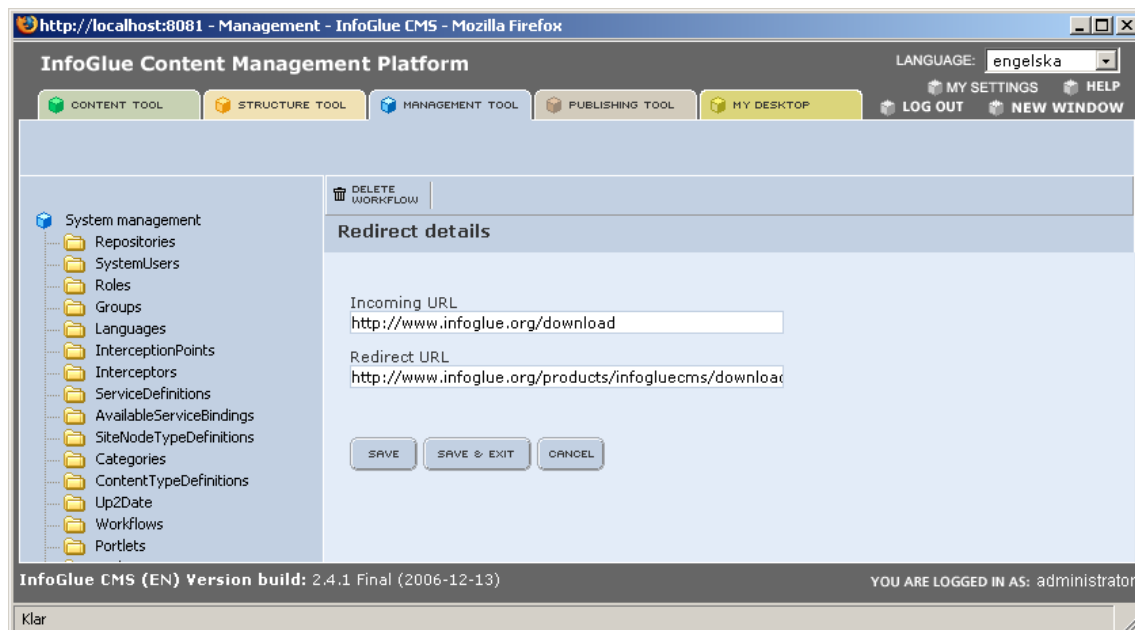 http://localhost:8081 - Management - InfoGlue CMS - Mozilla Firefox
InfoGlue Content Management Platform
LANGUAGE: engelska
MY SETTINGS HELP
LOG OUT NEW WINDOW
CONTENT TOOL STRUCTURE TOOL MANAGEMENT TOOL PUBLISHING TOOL MY DESKTOP
DELETE
WORKFLOW
System management
Repositories
SystemUsers
Roles
Groups
Languages
InterceptionPoints
Interceptors
ServiceDefinitions
AvailableServiceBindings
SiteNodeTypeDefinitions
Categories
ContentTypeDefinitions
Up2Date
Workflows
Portlets
Redirect details
Incoming URL
http://www.infoglue.org/download
Redirect URL
http://www.infoglue.org/products/infogluecms/download
SAVE SAVE & EXIT CANCEL
InfoGlue CMS (EN) Version build: 2.4.1 Final (2006-12-13)
YOU ARE LOGGED IN AS: administrator
Klar